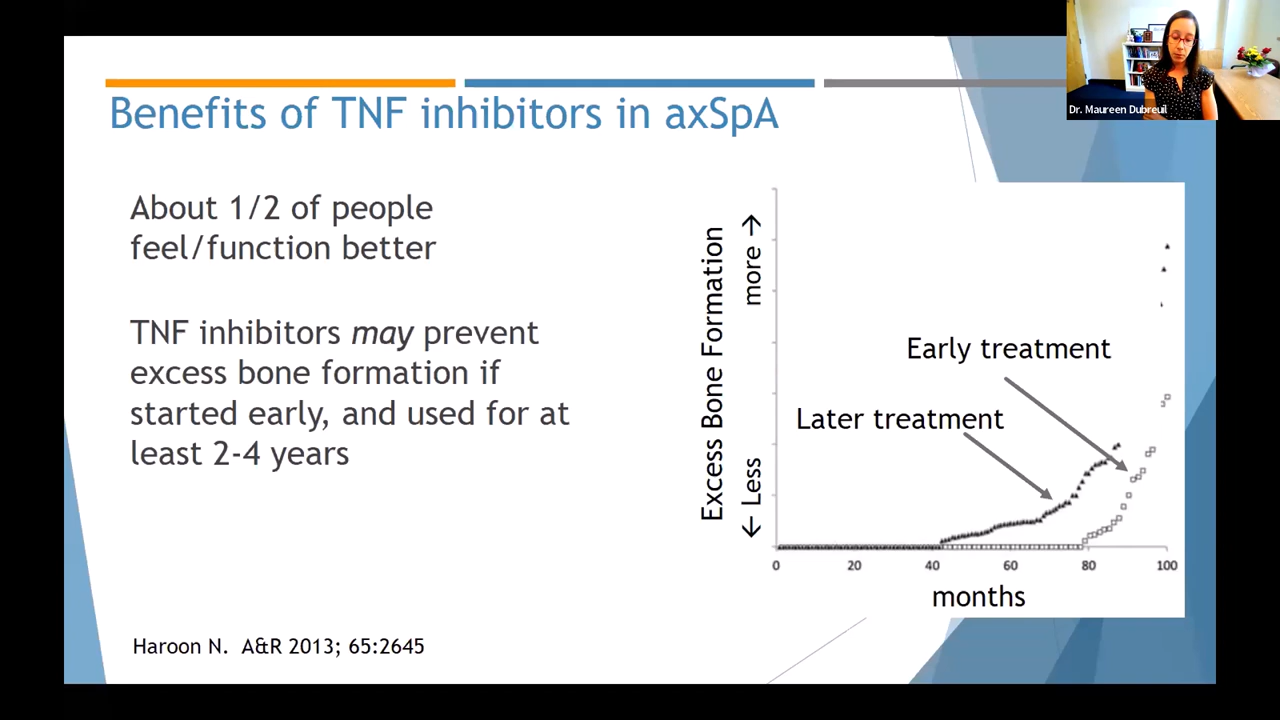 Dr. Maureen Dubreuil
Benefits of TNF inhibitors in axSpA
About 1/2 of people
feel/function better
TNF inhibitors may prevent
excess bone formation if
started early, and used for at
least 2-4 years
Haroon N. A&R 2013; 65:2645
Excess Bone Formation
← Less more →
Early treatment
Later treatment
0 20 40 60 80 100
months